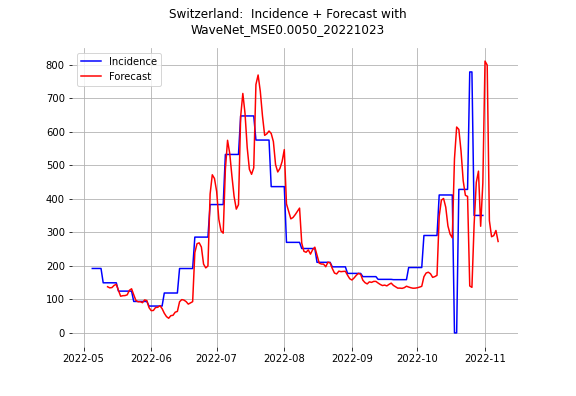 Switzerland:  Incidence + Forecast with
WaveNet_MSE0.0050_20221023
Incidence
Forecast
800
700
600
500
400
300
200
100
0
2022-05 2022-06 2022-07 2022-08 2022-09 2022-10 2022-11